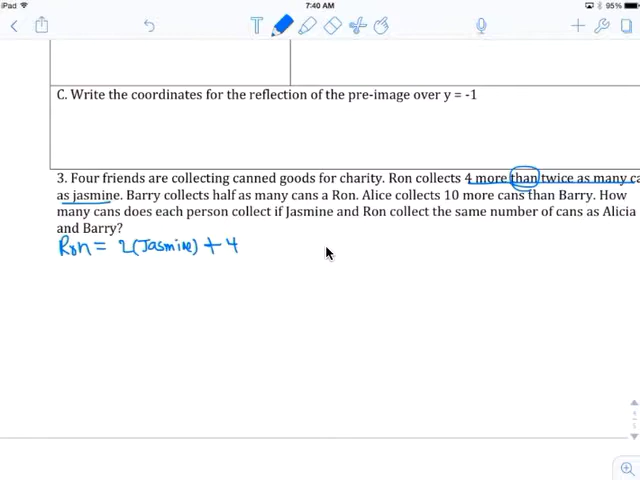 iPad
7:40 AM
95%
T
C. Write the coordinates for the reflection of the pre-image over y = -1
3. Four friends are collecting canned goods for charity. Ron collects 4 more than twice as many ca
as jasmine. Barry collects half as many cans a Ron. Alice collects 10 more cans than Barry. How
many cans does each person collect if Jasmine and Ron collect the same number of cans as Alicia
and Barry?
Ron = 2(Jasmine) + 4